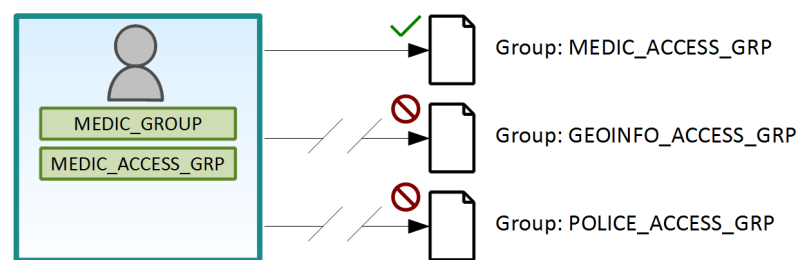 Group: MEDIC_ACCESS_GRP
MEDIC_GROUP
Group: GEOINFO_ACCESS_GRP
MEDIC_ACCESS_GRP
Group: POLICE_ACCESS_GRP